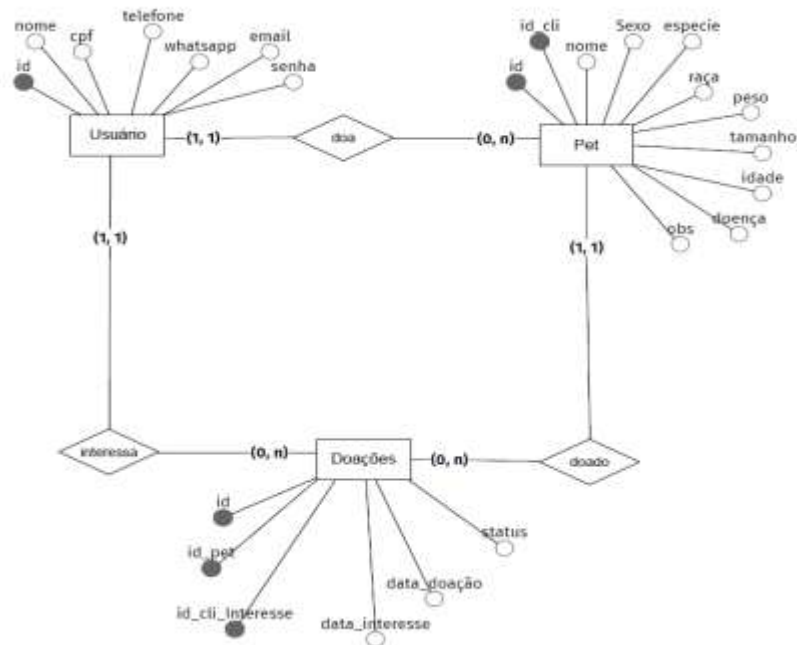 id_cli
telefone
Sexo
especie
nome
cpf
whatsapp
email
nome
id
senha
id
raça
peso
Usuário
(1, 1)
doa
(0, n)
Pet
tamanho
idade
doença
obs
(1, 1)
(1, 1)
interessa
(0, n)
Doações
(0, n)
doado
id
status
id_pet
data_doação
id_cli_Interesse
data_interesse